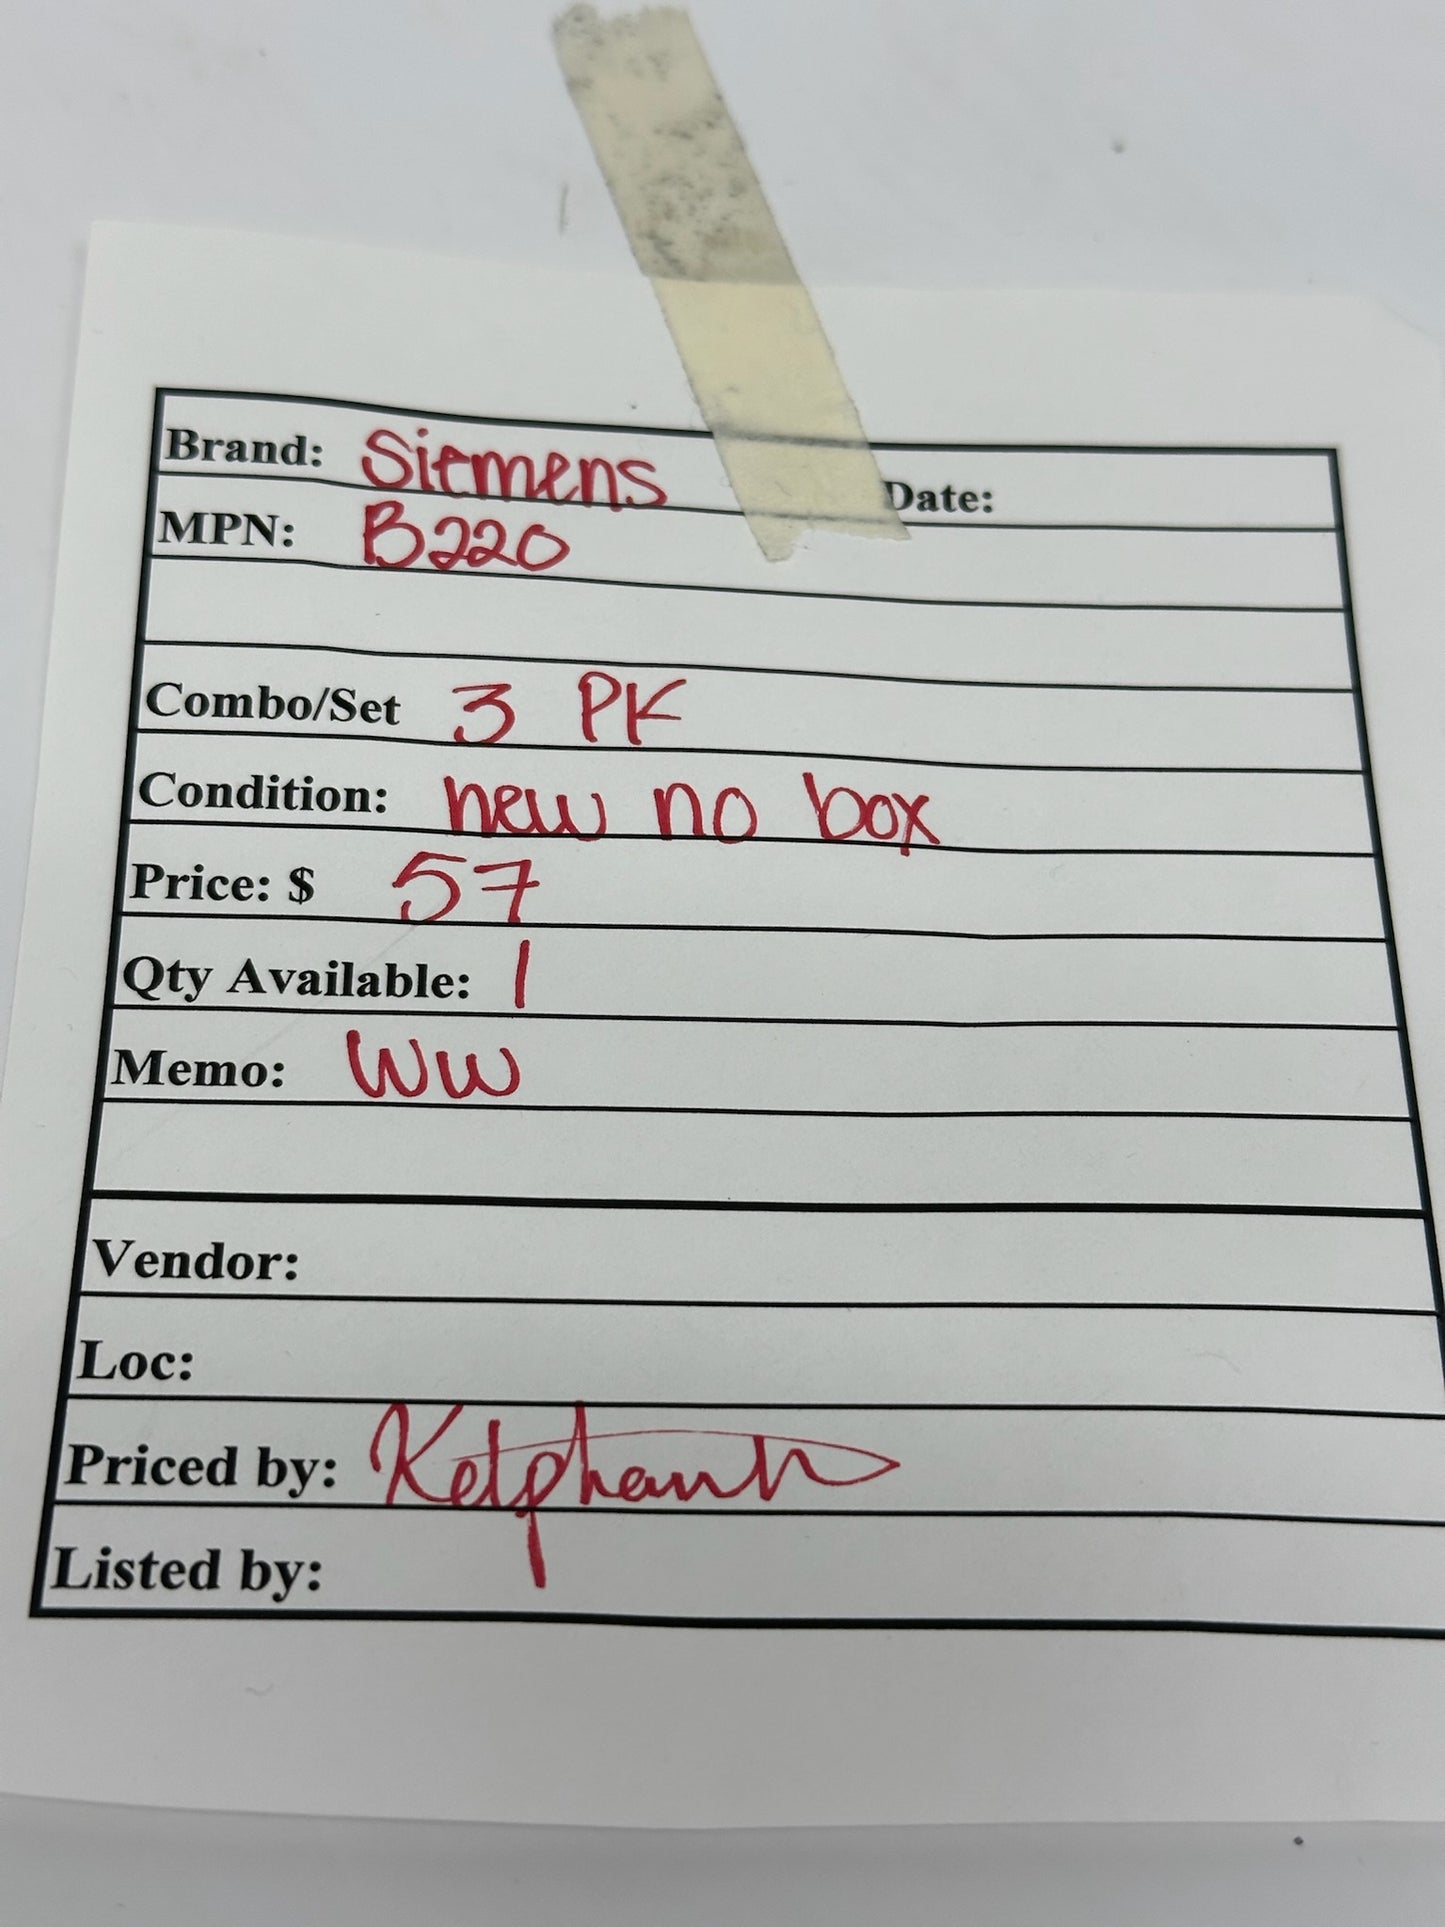 Brand: Siemens Date:
MPN: B220
Combo/Set 3 PK
Condition: new no box
Price: $ 57
Qty Available: 1
Memo: WW
Vendor:
Loc:
Priced by:
Listed by: